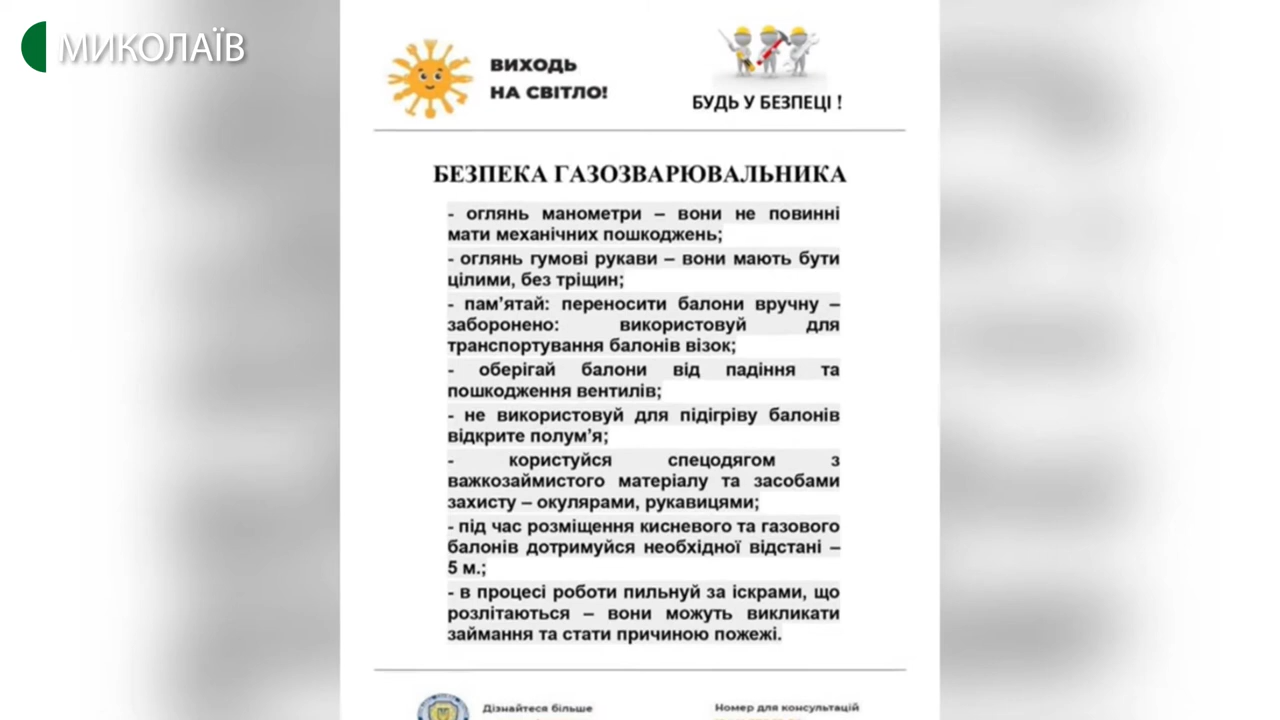 МИКОЛАЇВ
ВИХОДЬ
НА СВІТЛО!
БУДЬ У БЕЗПЕЦІ !
БЕЗПЕКА ГАЗОЗВАРЮВАЛЬНИКА
- оглянь манометри – вони не повинні
мати механічних пошкоджень;
- оглянь гумові рукави – вони мають бути
цілими, без тріщин;
- пам’ятай: переносити балони вручну –
заборонено: використовуй для
транспортування балонів візок;
- оберігай балони від падіння та
пошкодження вентилів;
- не використовуй для підігріву балонів
відкрите полум’я;
- користуйся спецодягом з
важкозаймистого матеріалу та засобами
захисту – окулярами, рукавицями;
- під час розміщення кисневого та газового
балонів дотримуйся необхідної відстані –
5 м.;
- в процесі роботи пильнуй за іскрами, що
розлітаються – вони можуть викликати
займання та стати причиною пожежі.
Дізнайтеся більше
Номер для консультацій